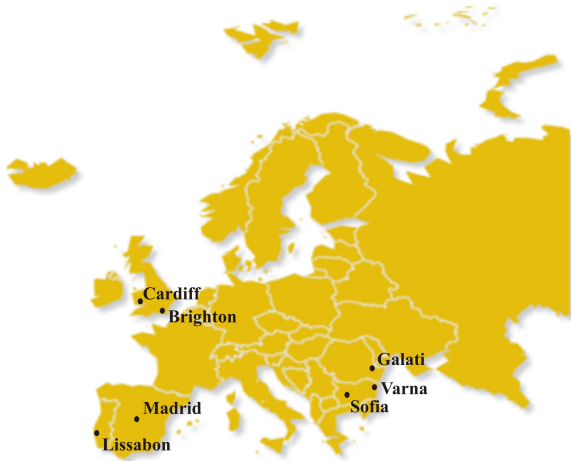 Cardiff
Brighton
Galati
Varna
Sofia
Madrid
Lissabon